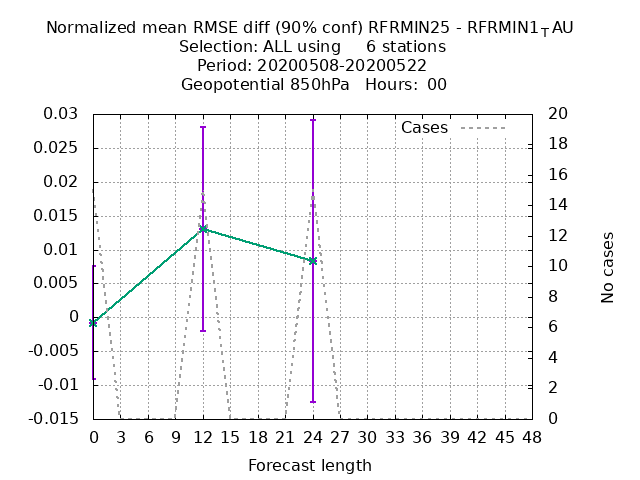 Normalized mean RMSE diff (90% conf) RFRMIN25 - RFRMIN1TAU
Selection: ALL using 6 stations
Period: 20200508-20200522
Geopotential 850hPa Hours: 00
0.03
0.025
0.02
0.015
0.01
0.005
0
-0.005
-0.01
-0.015
Cases
20
18
16
14
12
10
8
6
4
2
0
No cases
0 3 6 9 12 15 18 21 24 27 30 33 36 39 42 45 48
Forecast length